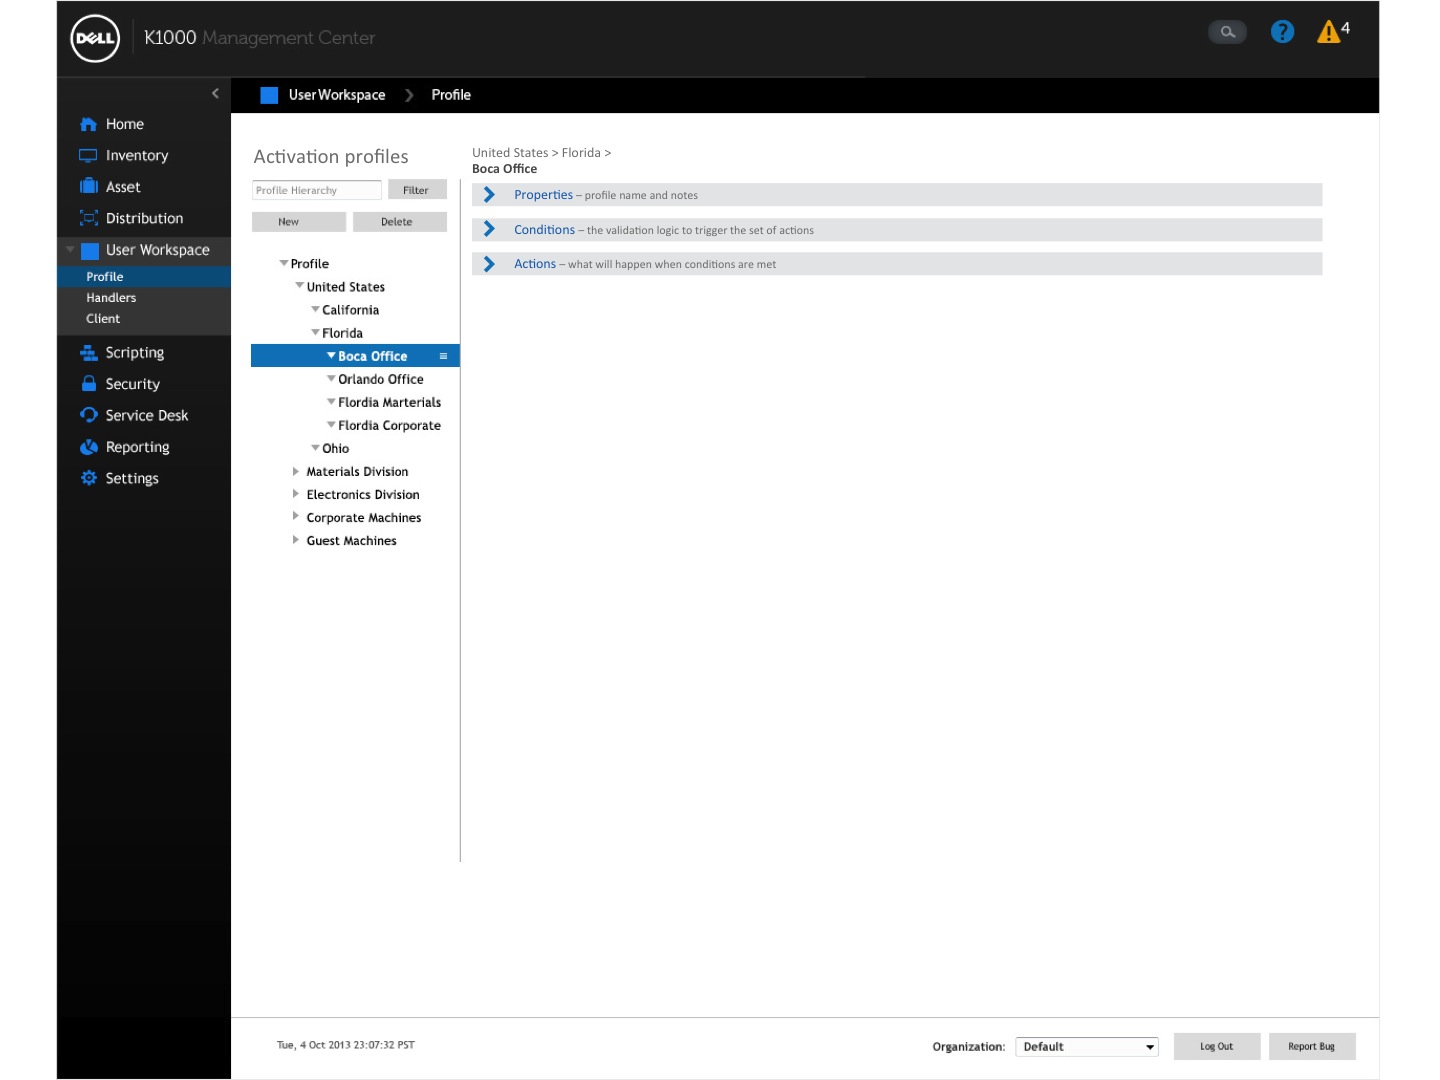 DELL K1000 Management Center 4
User Workspace Profile
Home
Inventory
Asset
Distribution
User Workspace
Profile
Handlers
Client
Scripting
Security
Service Desk
Reporting
Settings
Activation profiles
Profile Hierarchy Filter
New Delete
Profile
United States
California
Florida
Boca Office
Orlando Office
Flordia Marterials
Flordia Corporate
Ohio
Materials Division
Electronics Division
Corporate Machines
Guest Machines
United States > Florida >
Boca Office
Properties – profile name and notes
Conditions – the validation logic to trigger the set of actions
Actions – what will happen when conditions are met
Tue, 4 Oct 2013 23:07:32 PST
Organization: Default Log Out Report Bug